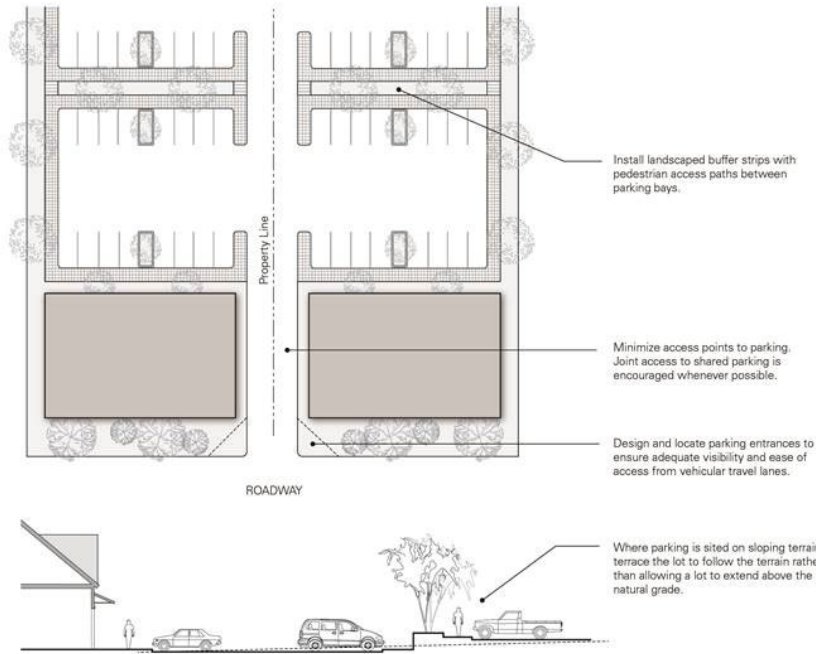 Install landscaped buffer strips with
pedestrian access paths between
parking bays.
Property Line
Minimize access points to parking.
Joint access to shared parking is
encouraged whenever possible.
Design and locate parking entrances to
ensure adequate visibility and ease of
access from vehicular travel lanes.
ROADWAY
Where parking is sited on sloping terrain
terrace the lot to follow the terrain rathe
than allowing a lot to extend above the
natural grade.